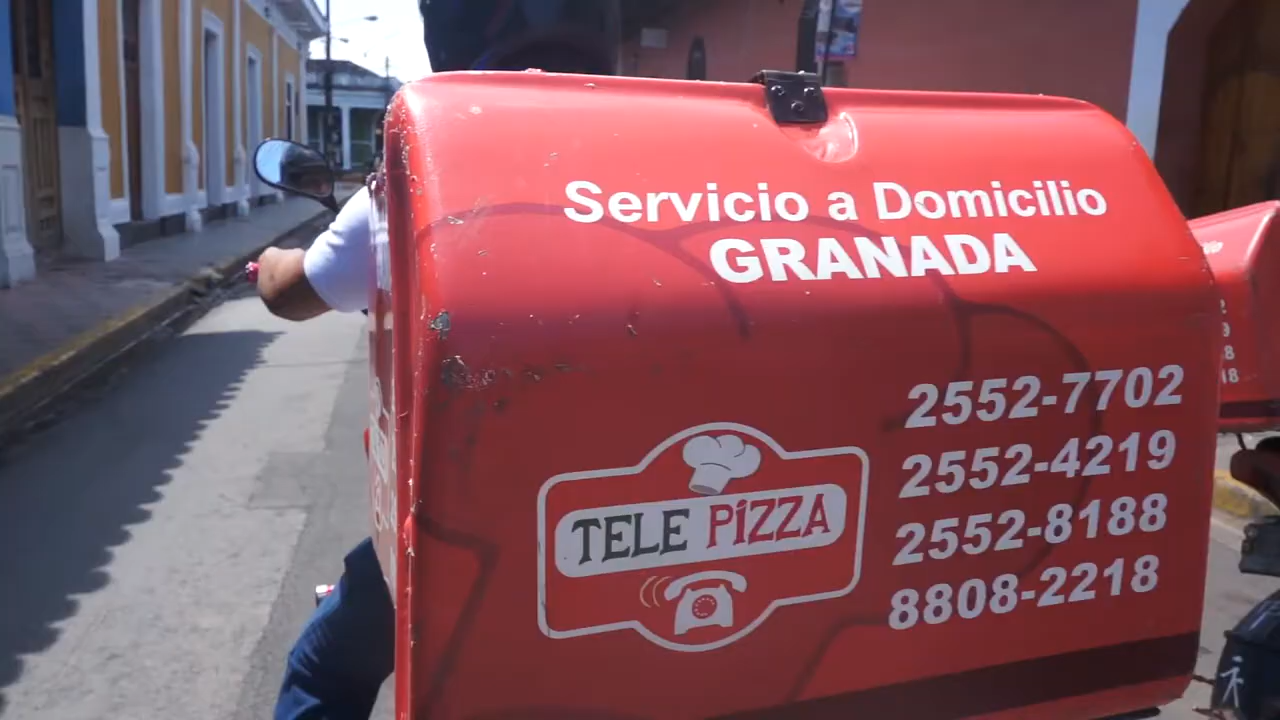 Servicio a Domicilio
GRANADA
2552-7702
2552-4219
2552-8188
8808-2218
TELE PIZZA